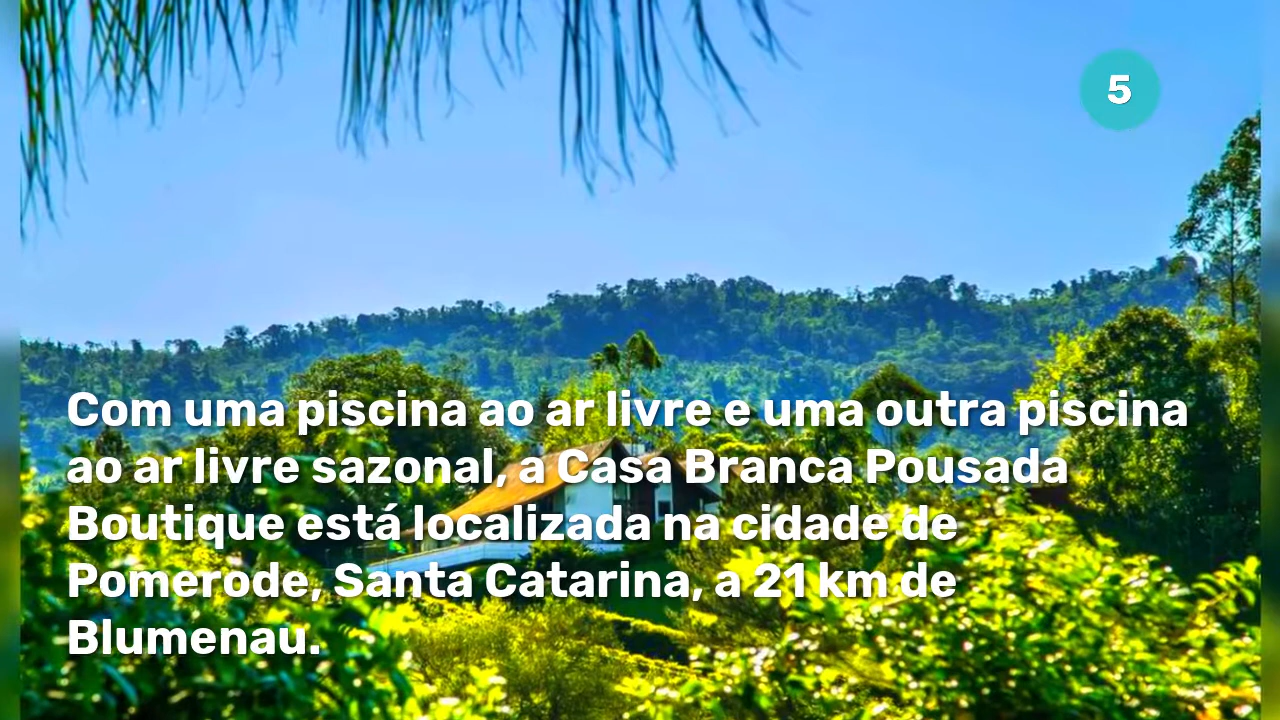 5
Com uma piscina ao ar livre e uma outra piscina
ao ar livre sazonal, a Casa Branca Pousada
Boutique está localizada na cidade de
Pomerode, Santa Catarina, a 21 km de
Blumenau.